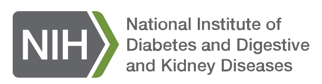 NIH
National Institute of
Diabetes and Digestive
and Kidney Diseases